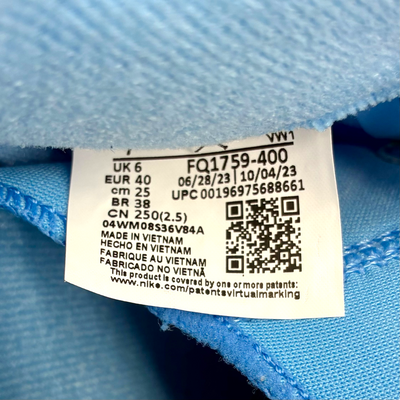 VW1
UK 6
EUR 40
cm 25
BR 38
CN 250(2.5)
FQ1759-400
06/28/23 | 10/04/23
UPC 00196975688661
04WM08S36V84A
MADE IN VIETNAM
HECHO EN VIETNAM
FABRIQUE AU VIETNAM
FABRICADO NO VIETNÃ
This product is covered by one or more patents:
www.nike.com/patentsvirtualmarking